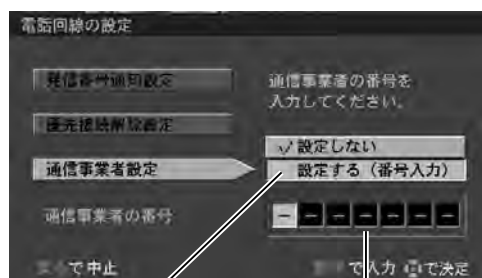 電話回線の設定
発信者番号通知設定
優先接続解除設定
通信事業者設定
通信事業者の番号
通信事業者の番号を
入力してください。
✓設定しない
設定する（番号入力）
− − − − − − −
で中止
で入力 で決定